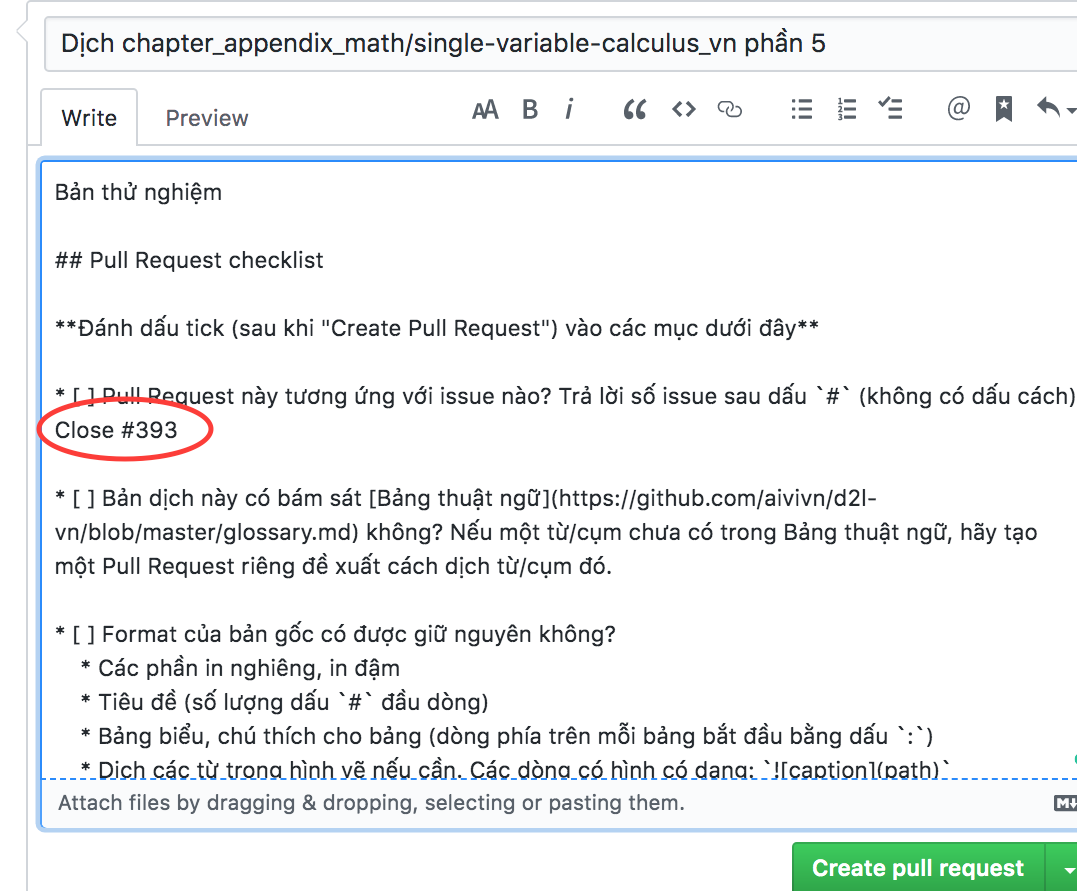 Dịch chapter_appendix_math/single-variable-calculus_vn phần 5
Write Preview AA B i “ <> @
Bản thử nghiệm
## Pull Request checklist
**Đánh dấu tick (sau khi "Create Pull Request") vào các mục dưới đây**
* [ ] Pull Request này tương ứng với issue nào? Trả lời số issue sau dấu `#` (không có dấu cách)
Close #393
* [ ] Bản dịch này có bám sát [Bảng thuật ngữ](https://github.com/aivivn/d2l-
vn/blob/master/glossary.md) không? Nếu một từ/cụm chưa có trong Bảng thuật ngữ, hãy tạo
một Pull Request riêng đề xuất cách dịch từ/cụm đó.
* [ ] Format của bản gốc có được giữ nguyên không?
* Các phần in nghiêng, in đậm
* Tiêu đề (số lượng dấu `#` đầu dòng)
* Bảng biểu, chú thích cho bảng (dòng phía trên mỗi bảng bắt đầu bằng dấu `:`)
* Dịch các từ trong hình vẽ nếu cần. Các dòng có hình có dạng: `![caption](path)`
Attach files by dragging & dropping, selecting or pasting them.
Create pull request